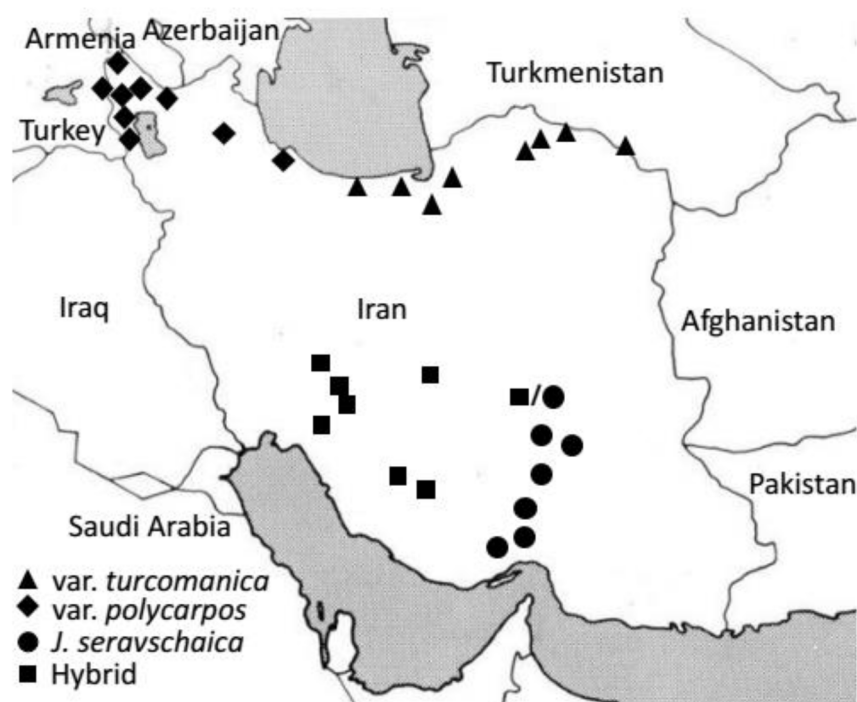 Armenia
Azerbaijan
Turkmenistan
Turkey
Iraq
Iran
Afghanistan
/
Pakistan
Saudi Arabia
var. turcomanica
var. polycarpos
J. seravschaica
Hybrid